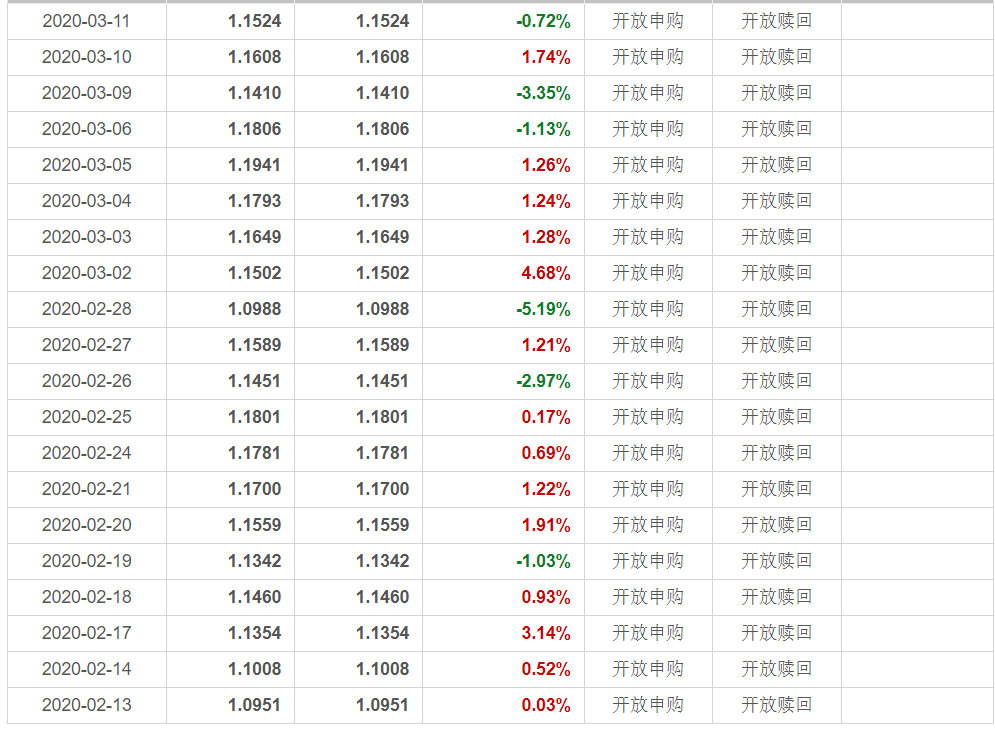 2020-03-11 1.1524 1.1524 -0.72% 开放申购 开放赎回
2020-03-10 1.1608 1.1608 1.74% 开放申购 开放赎回
2020-03-09 1.1410 1.1410 -3.35% 开放申购 开放赎回
2020-03-06 1.1806 1.1806 -1.13% 开放申购 开放赎回
2020-03-05 1.1941 1.1941 1.26% 开放申购 开放赎回
2020-03-04 1.1793 1.1793 1.24% 开放申购 开放赎回
2020-03-03 1.1649 1.1649 1.28% 开放申购 开放赎回
2020-03-02 1.1502 1.1502 4.68% 开放申购 开放赎回
2020-02-28 1.0988 1.0988 -5.19% 开放申购 开放赎回
2020-02-27 1.1589 1.1589 1.21% 开放申购 开放赎回
2020-02-26 1.1451 1.1451 -2.97% 开放申购 开放赎回
2020-02-25 1.1801 1.1801 0.17% 开放申购 开放赎回
2020-02-24 1.1781 1.1781 0.69% 开放申购 开放赎回
2020-02-21 1.1700 1.1700 1.22% 开放申购 开放赎回
2020-02-20 1.1559 1.1559 1.91% 开放申购 开放赎回
2020-02-19 1.1342 1.1342 -1.03% 开放申购 开放赎回
2020-02-18 1.1460 1.1460 0.93% 开放申购 开放赎回
2020-02-17 1.1354 1.1354 3.14% 开放申购 开放赎回
2020-02-14 1.1008 1.1008 0.52% 开放申购 开放赎回
2020-02-13 1.0951 1.0951 0.03% 开放申购 开放赎回